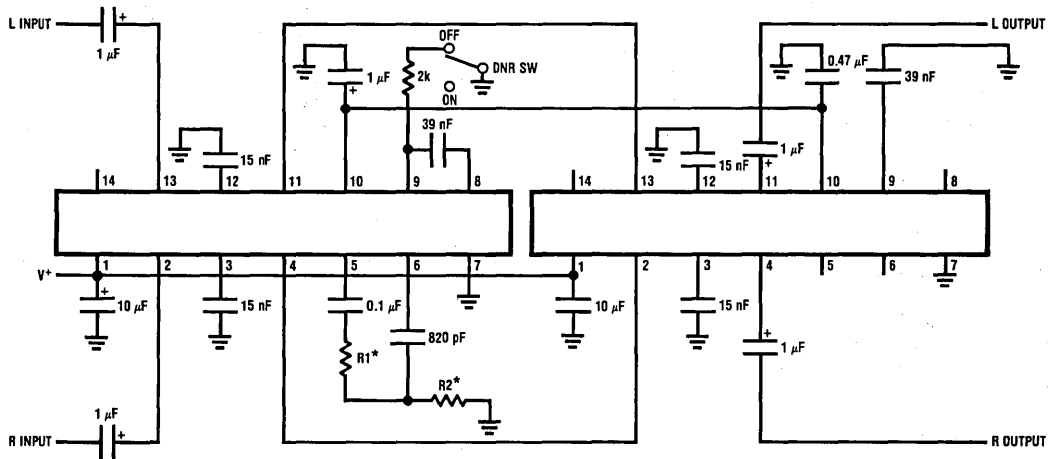 L INPUT
1 μF
+
OFF
DNR SW
ON
2k
1 μF
+
39 nF
15 nF
L OUTPUT
0.47 μF
39 nF
1 μF
+
15 nF
14 13 12 11 10 9 8
14 13 12 11 10 9 8
1 2 3 4 5 6 7
1 2 3 4 5 6 7
V+
+
10 μF
15 nF
0.1 μF
820 pF
R1*
R2*
10 μF
15 nF
+
1 μF
1 μF
+
R INPUT
R OUTPUT